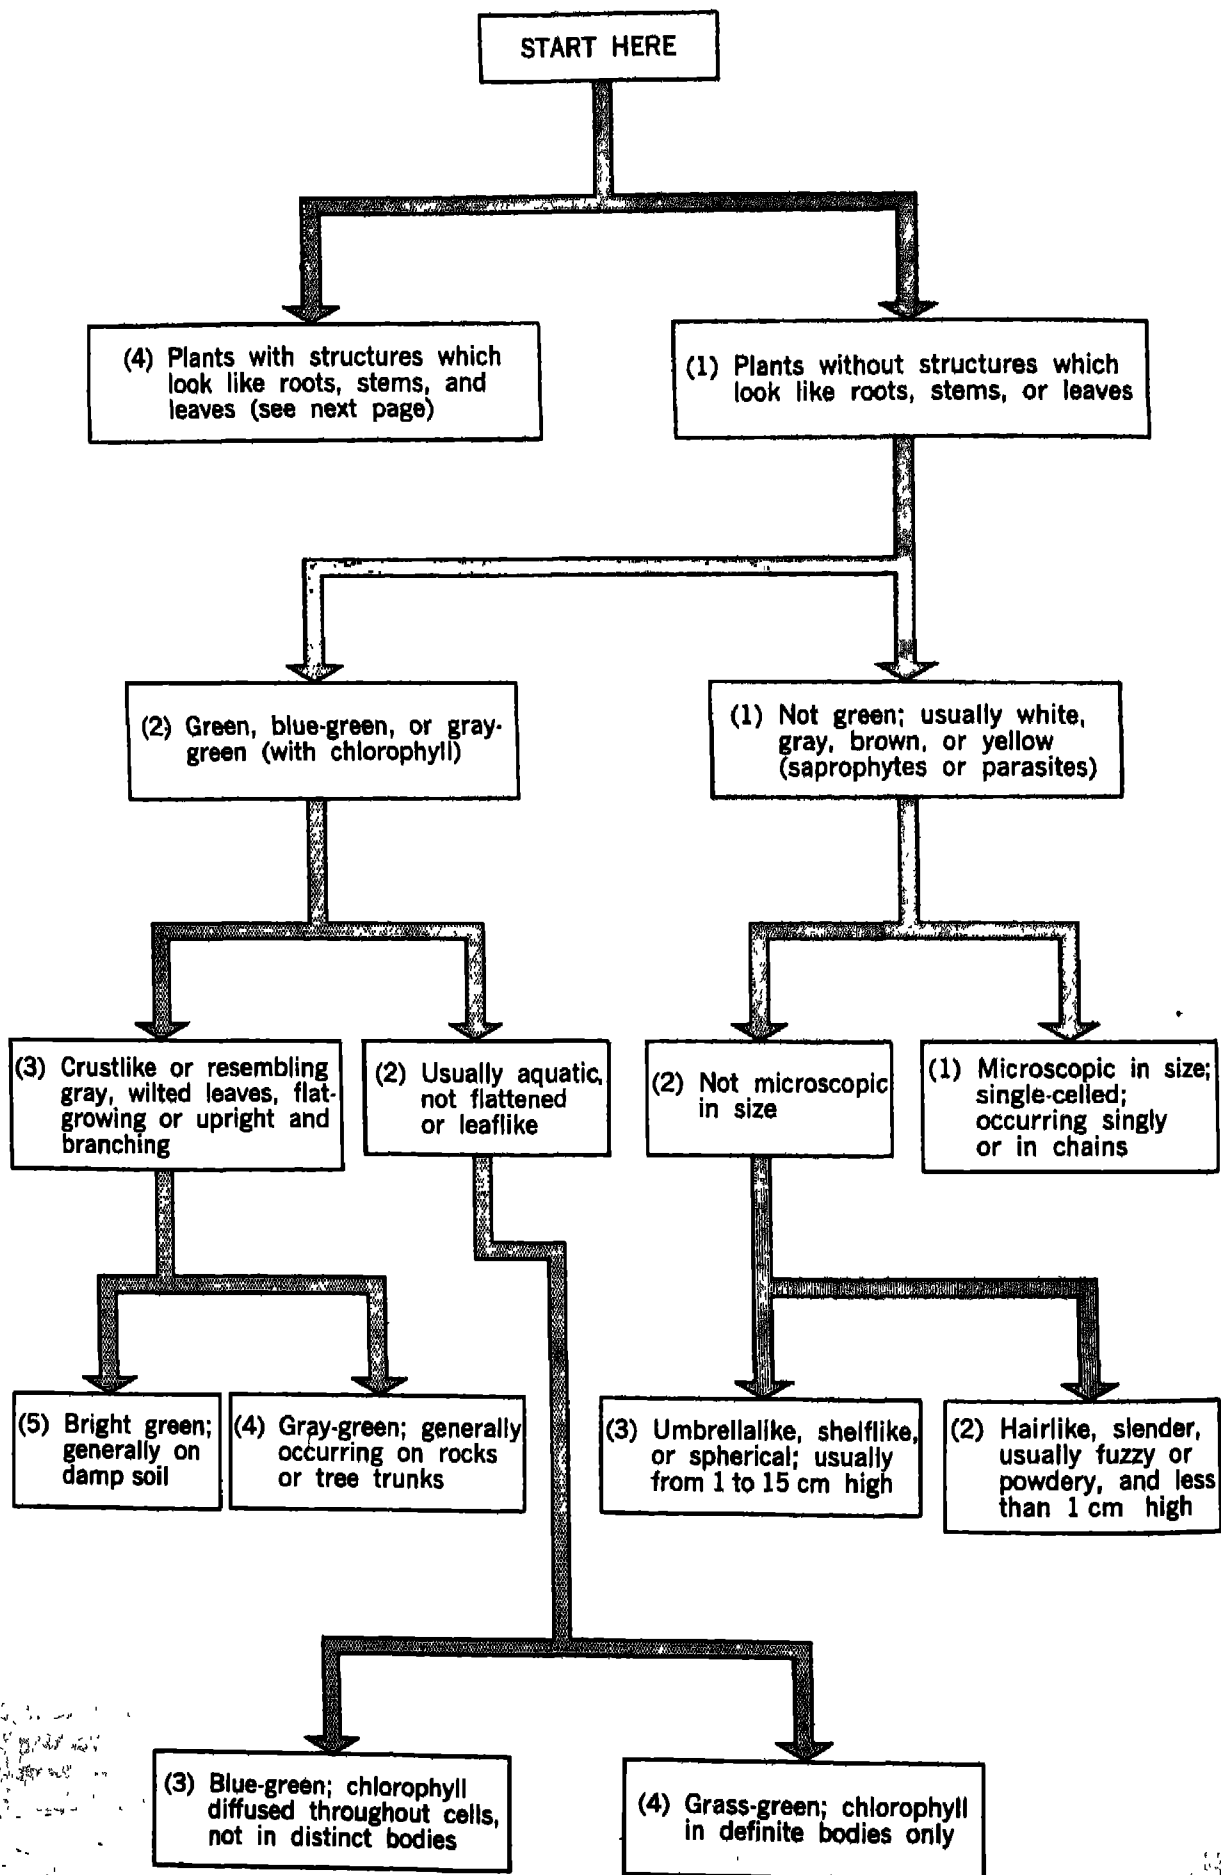 START HERE
(4) Plants with structures which
look like roots, stems, and
leaves (see next page)
(1) Plants without structures which
look like roots, stems, or leaves
(2) Green, blue-green, or gray-
green (with chlorophyll)
(1) Not green; usually white,
gray, brown, or yellow
(saprophytes or parasites)
(3) Crustlike or resembling
gray, wilted leaves, flat-
growing or upright and
branching
(2) Usually aquatic,
not flattened
or leaflike
(2) Not microscopic
in size
(1) Microscopic in size;
single-celled;
occurring singly
or in chains
(5) Bright green;
generally on
damp soil
(4) Gray-green; generally
occurring on rocks
or tree trunks
(3) Umbrellalike, shelflike,
or spherical; usually
from 1 to 15 cm high
(2) Hairlike, slender,
usually fuzzy or
powdery, and less
than 1 cm high
(3) Blue-green; chlorophyll
diffused throughout cells,
not in distinct bodies
(4) Grass-green; chlorophyll
in definite bodies only